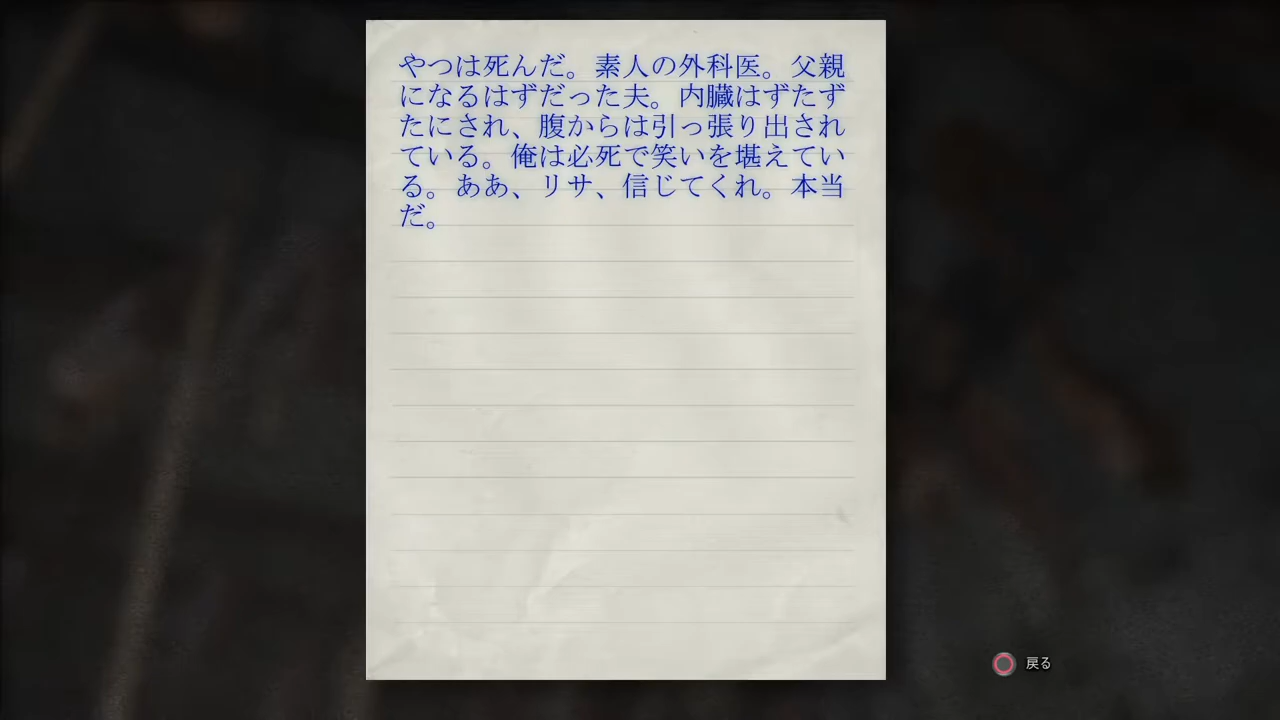 やつは死んだ。素人の外科医。父親
になるはずだった夫。内臓はずたず
たにされ、腹からは引っ張り出され
ている。俺は必死で笑いを堪えてい
る。ああ、リサ、信じてくれ。本当
だ。
戻る